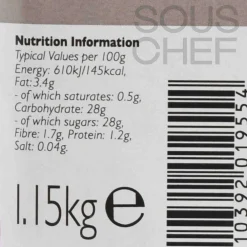 SOUS
CHEF
Nutrition Information
Typical Values per 100g
Energy: 610kJ/145kcal,
Fat:3.4g
- of which saturates: 0.5g,
Carbohydrate: 28g
- of which sugars: 28g,
Fibre: 1.7g, Protein: 1.2g,
Salt: 0.04g.
1.15kg e
10392019554